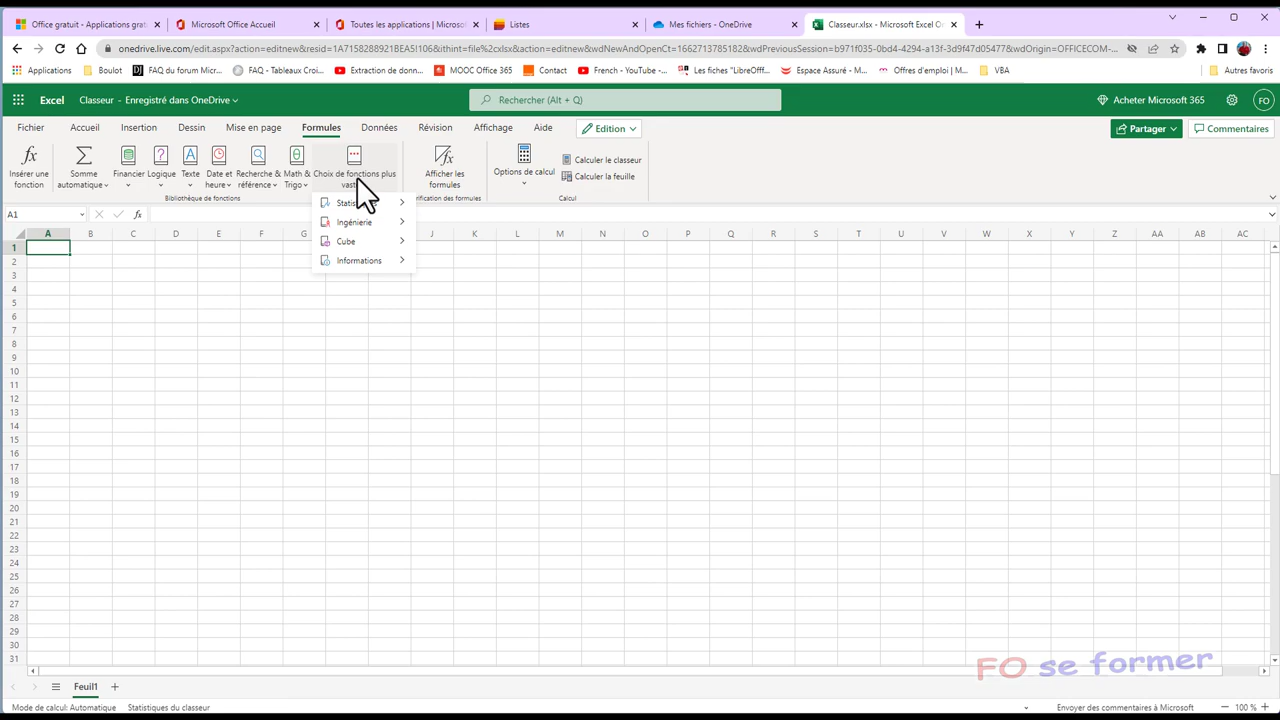 Office gratuit - Applications grat
Microsoft Office Accueil
Toutes les applications | Microsof
Listes
Mes fichiers - OneDrive
Classeur.xlsx - Microsoft Excel O
onedrive.live.com/edit.aspx?action=editnew&resid=1A7158288921BEA5!106&ithint=file%2cxlsx&action=editnew&wdNewAndOpenCt=1662713785182&wdPreviousSession=b971f035-0bd4-4294-a13f-3d9f47d05477&wdOrigin=OFFICECOM-...
Applications
Boulot
FAQ du forum Micr...
FAQ - Tableaux Croi...
Extraction de donn...
MOOC Office 365
Contact
French - YouTube -...
Les fiches "LibreOfff...
Espace Assuré - M...
Offres d'emploi | M...
VBA
Autres favoris
Excel
Classeur - Enregistré dans OneDrive
Rechercher (Alt + Q)
Acheter Microsoft 365
FO
Fichier
Accueil
Insertion
Dessin
Mise en page
Formules
Données
Révision
Affichage
Aide
Edition
Partager
Commentaires
Insérer une fonction
Somme automatique
Financier
Logique
Texte
Date et heure
Recherche & référence
Math & Trigo
Choix de fonctions plus
Afficher les formules
Options de calcul
Calculer le classeur
Calculer la feuille
Bibliothèque de fonctions
Calcul
A1
fx
Ingénierie
Cube
Informations
A B C D E F G J K L M N O P Q R S T U V W X Y Z AA AB AC
1
2
3
4
5
6
7
8
9
10
11
12
13
14
15
16
17
18
19
20
21
22
23
24
25
26
27
28
29
30
31
FO se former
Feuil1
Mode de calcul: Automatique
Statistiques du classeur
Envoyer des commentaires à Microsoft
100 %